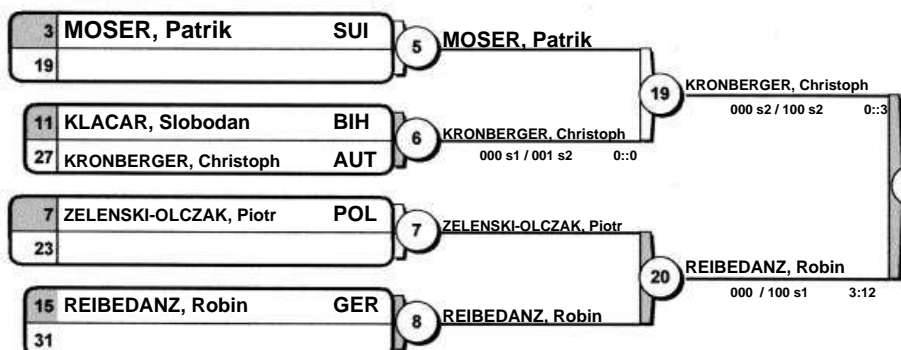 3 MOSER, Patrik SUI
19
5
MOSER, Patrik
11 KLACAR, Slobodan BIH
27 KRONBERGER, Christoph AUT
6
KRONBERGER, Christoph
000 s1 / 001 s2 0::0
19
KRONBERGER, Christoph
000 s2 / 100 s2 0::3
7 ZELENSKI-OLCZAK, Piotr POL
23
7
ZELENSKI-OLCZAK, Piotr
15 REIBEDANZ, Robin GER
31
8
REIBEDANZ, Robin
20
REIBEDANZ, Robin
000 / 100 s1 3:12